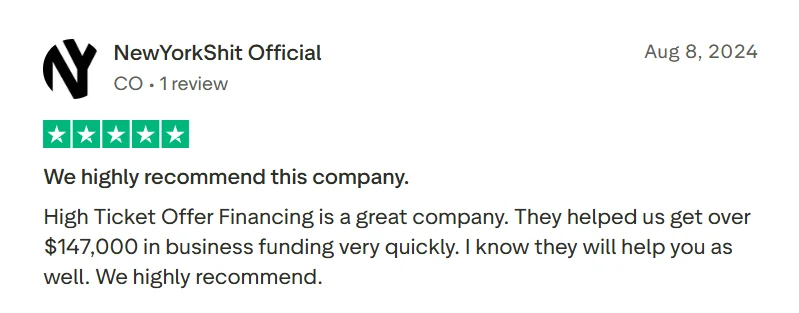 NY
NewYorkShit Official
Aug 8, 2024
CO • 1 review
We highly recommend this company.
High Ticket Offer Financing is a great company. They helped us get over
$147,000 in business funding very quickly. I know they will help you as
well. We highly recommend.